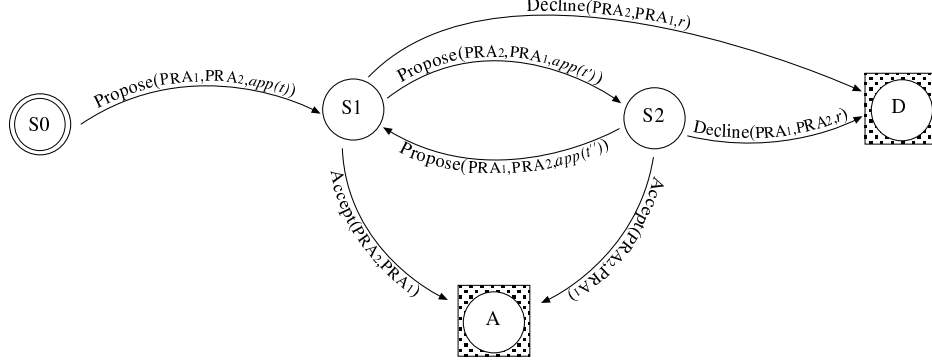 Decline(PRA2,PRA1,r)
Propose(PRA1,PRA2,app(t))
Propose(PRA2,PRA1,app(t'))
S0
S1
S2
D
Decline(PRA1,PRA2,r)
Propose(PRA1,PRA2,app(t''))
Accept(PRA2,PRA1)
Accept(PRA2,PRA1)
A